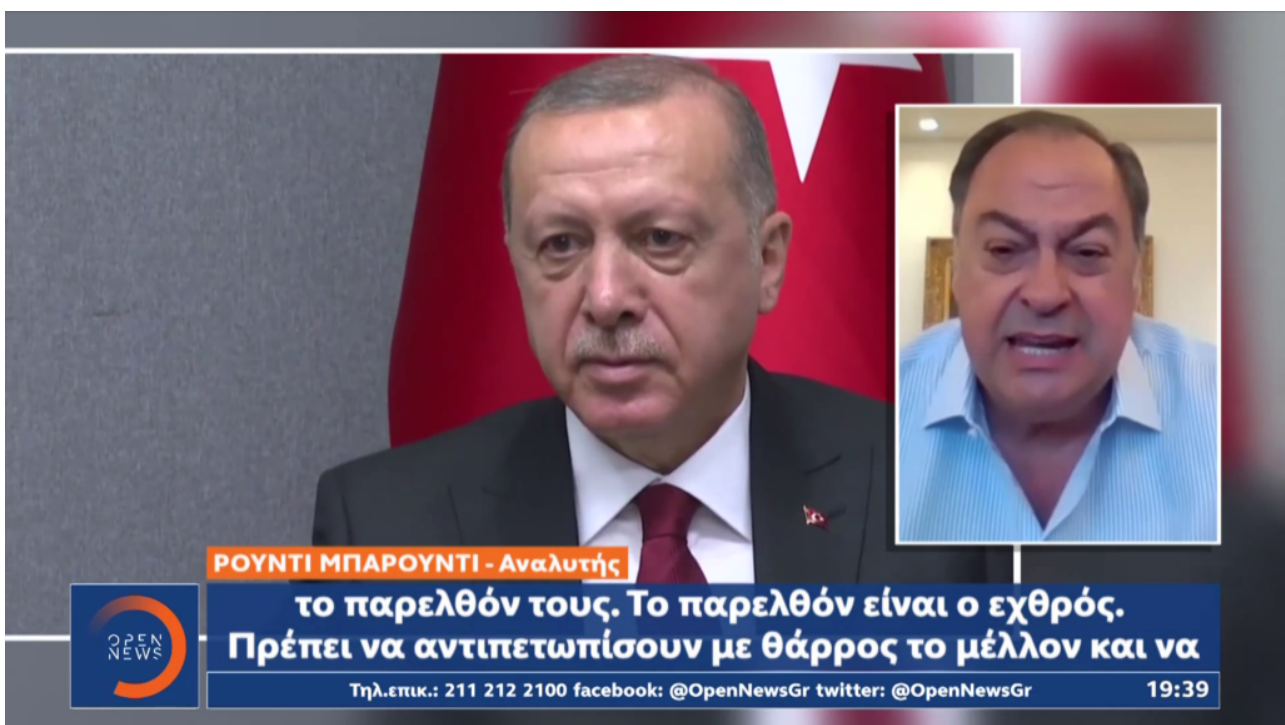 ΡΟΥΝΤΙ ΜΠΑΡΟΥΝΤΙ - Αναλυτής
το παρελθόν τους. Το παρελθόν είναι ο εχθρός.
Πρέπει να αντιπετωπίσουν με θάρρος το μέλλον και να
OPEN
NEWS
Τηλ.επικ.: 211 212 2100 facebook: @OpenNewsGr twitter: @OpenNewsGr 19:39